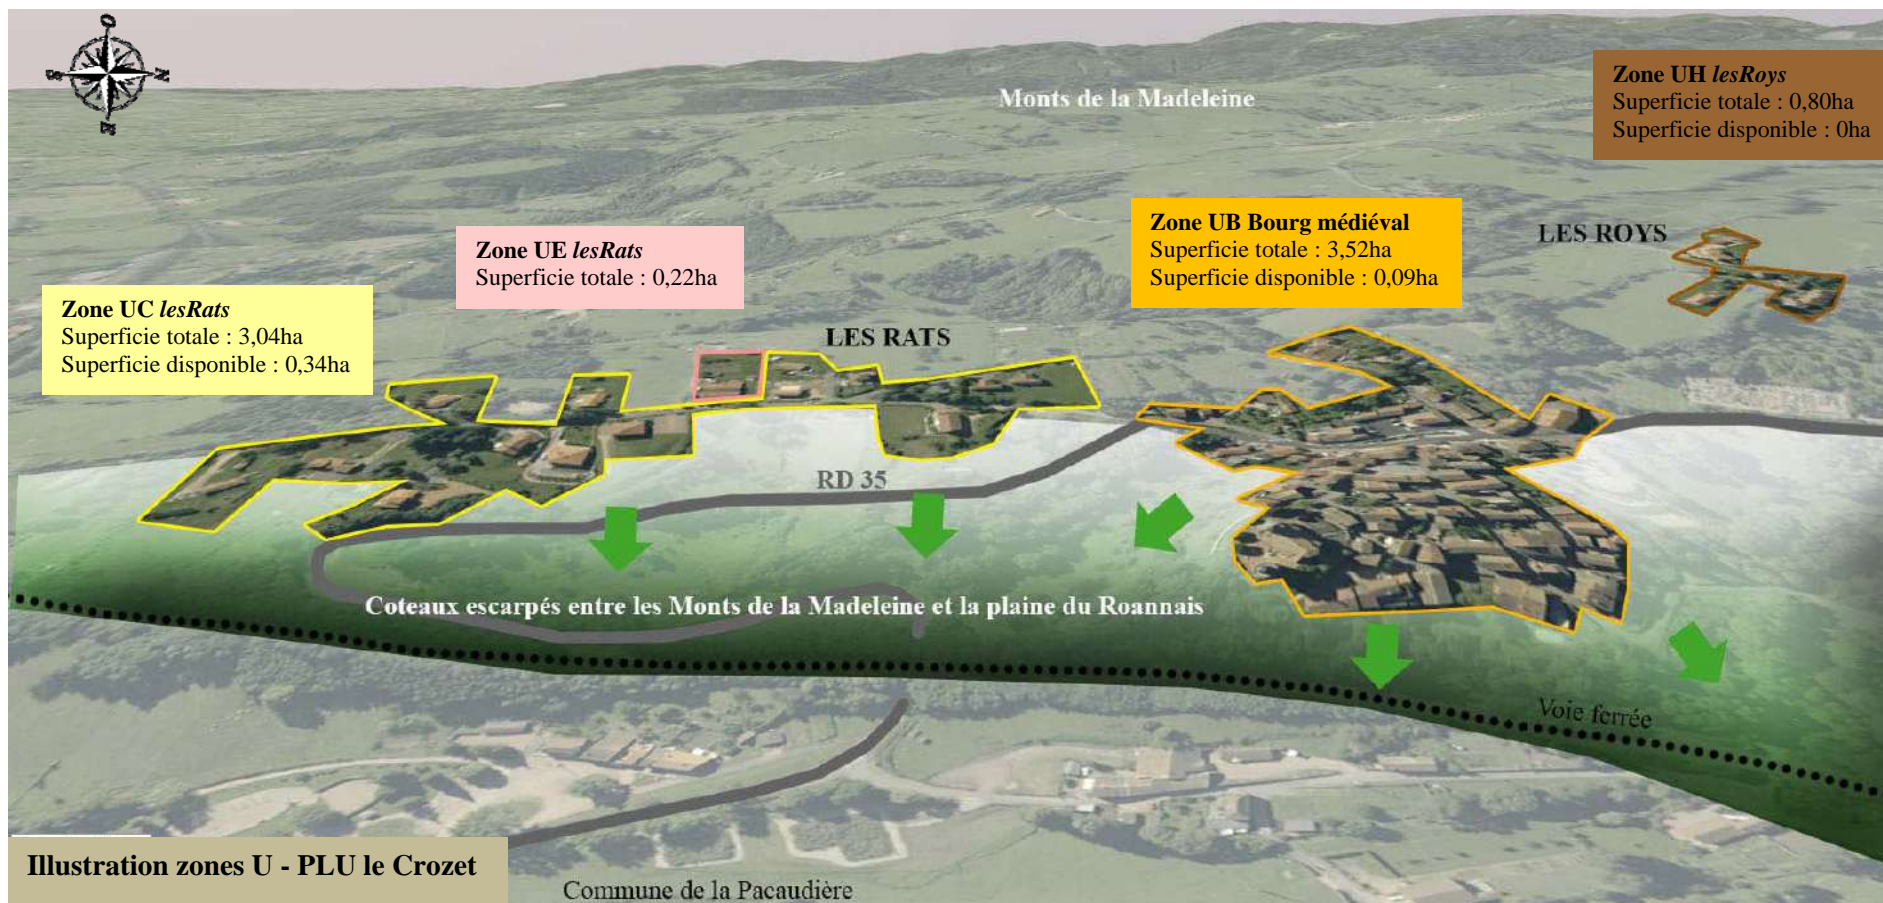 O
S
N
E
Monts de la Madeleine
Zone UH lesRoys
Superficie totale : 0,80ha
Superficie disponible : 0ha
Zone UB Bourg médiéval
Superficie totale : 3,52ha
Superficie disponible : 0,09ha
LES ROYS
Zone UE lesRats
Superficie totale : 0,22ha
Zone UC lesRats
Superficie totale : 3,04ha
Superficie disponible : 0,34ha
LES RATS
RD 35
Coteaux escarpés entre les Monts de la Madeleine et la plaine du Roannais
Voie ferrée
Illustration zones U - PLU le Crozet
Commune de la Pacaudière